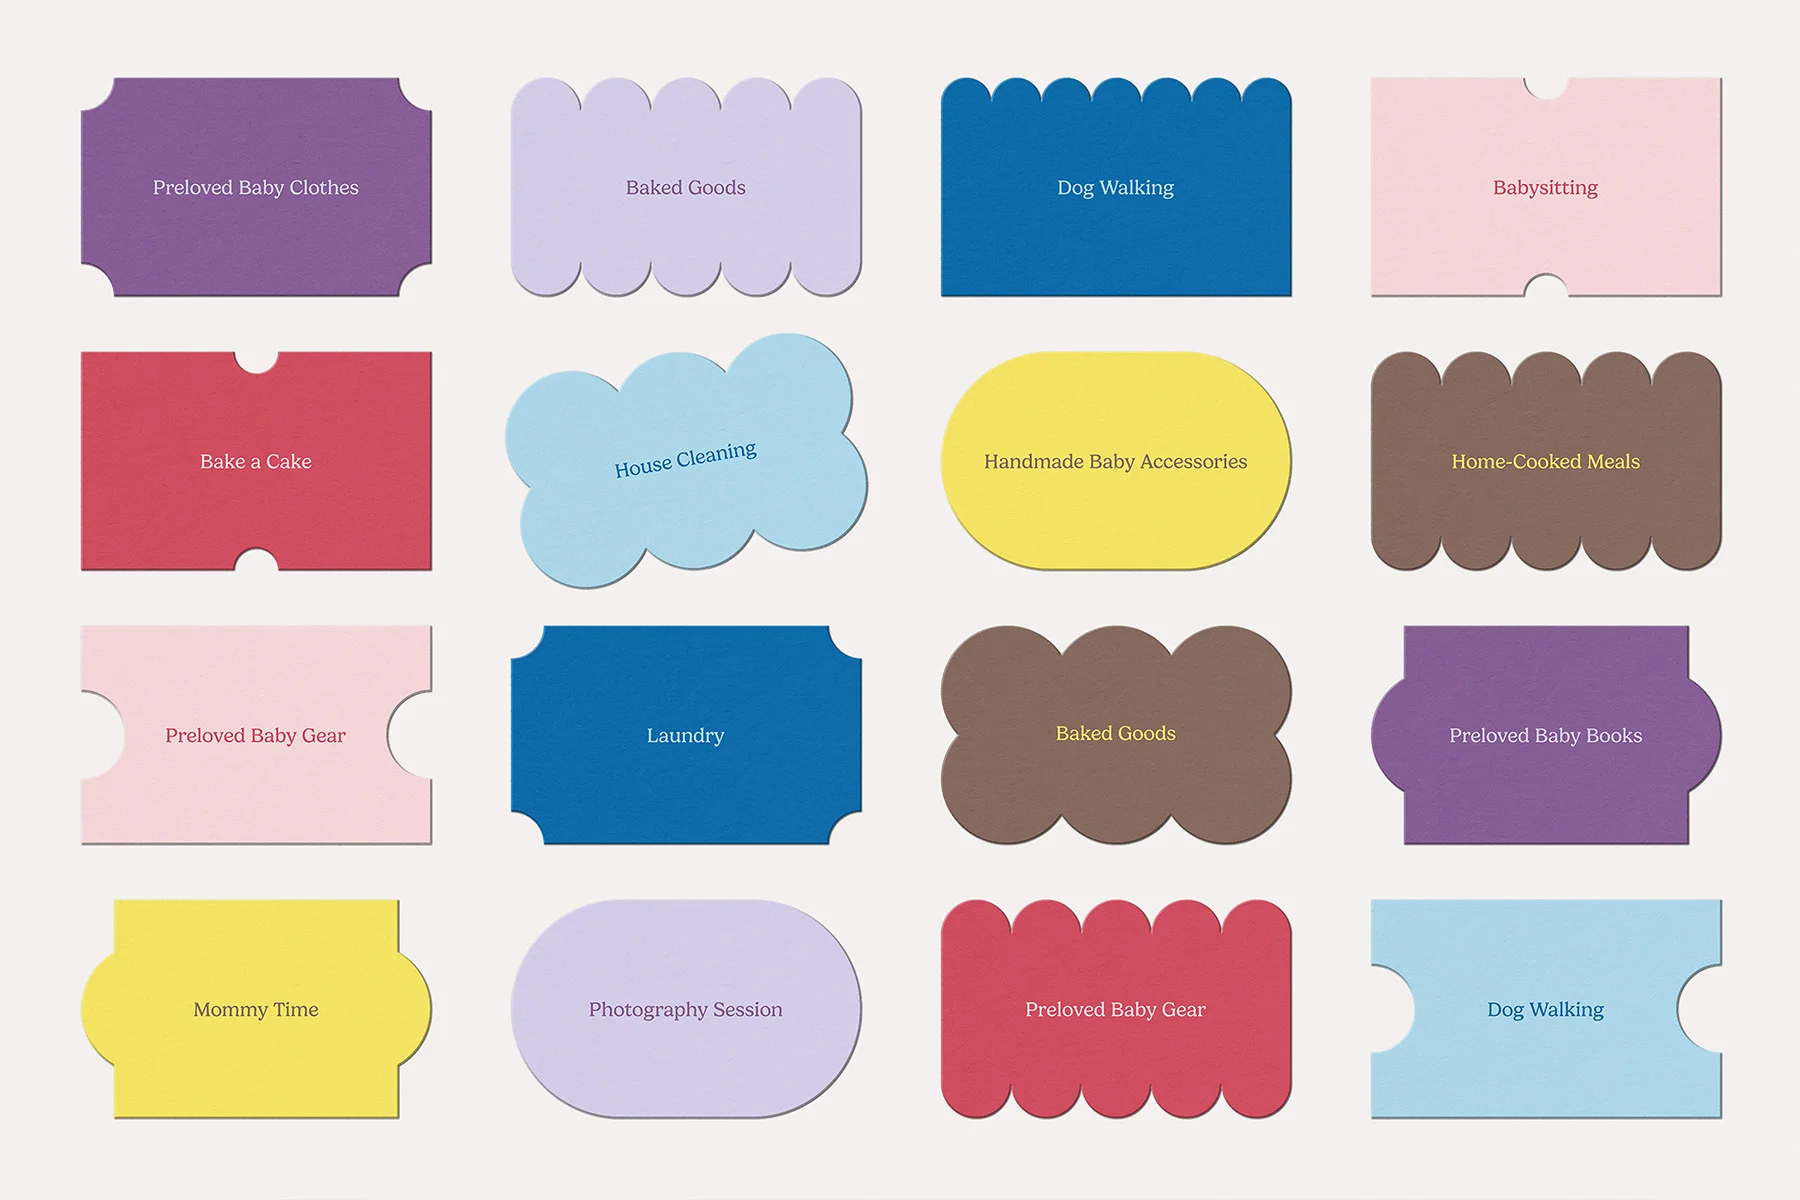 Preloved Baby Clothes
Baked Goods
Dog Walking
Babysitting
Bake a Cake
House Cleaning
Handmade Baby Accessories
Home-Cooked Meals
Preloved Baby Gear
Laundry
Baked Goods
Preloved Baby Books
Mommy Time
Photography Session
Preloved Baby Gear
Dog Walking